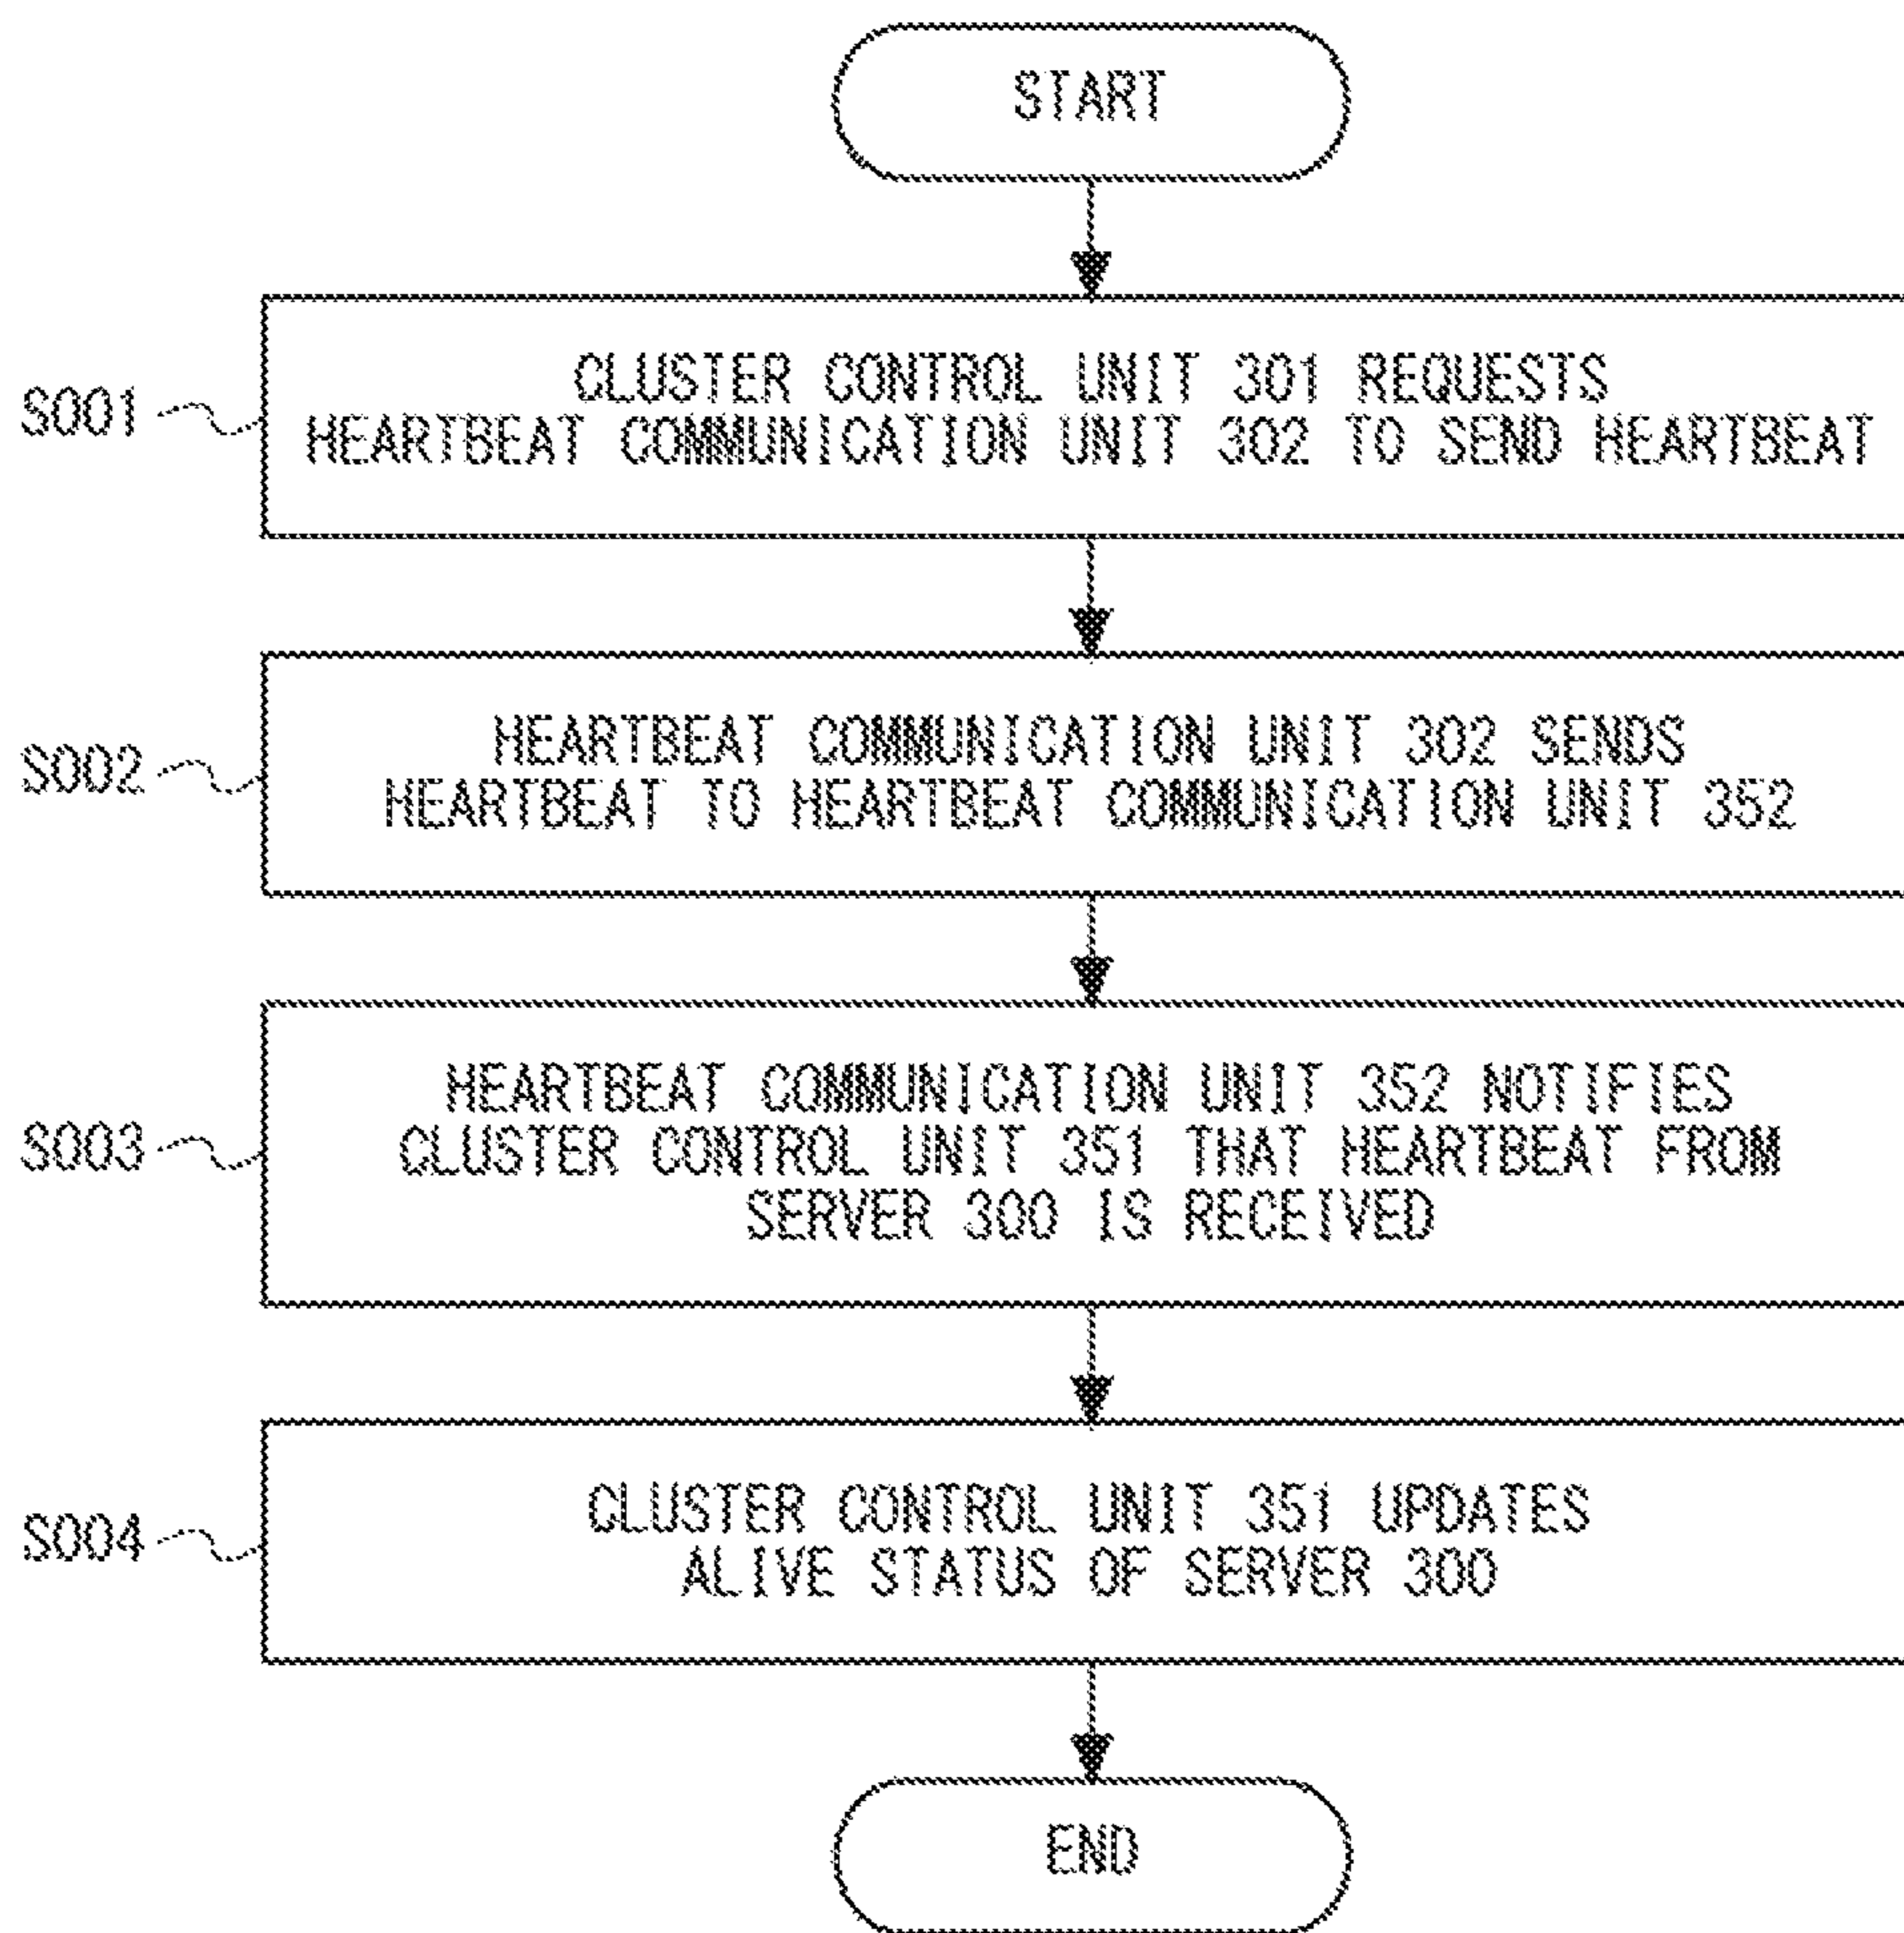 START
S001
CLUSTER CONTROL UNIT 301 REQUESTS
HEARTBEAT COMMUNICATION UNIT 302 TO SEND HEARTBEAT
S002
HEARTBEAT COMMUNICATION UNIT 302 SENDS
HEARTBEAT TO HEARTBEAT COMMUNICATION UNIT 352
S003
HEARTBEAT COMMUNICATION UNIT 352 NOTIFIES
CLUSTER CONTROL UNIT 351 THAT HEARTBEAT FROM
SERVER 300 IS RECEIVED
S004
CLUSTER CONTROL UNIT 351 UPDATES
ALIVE STATUS OF SERVER 300
END